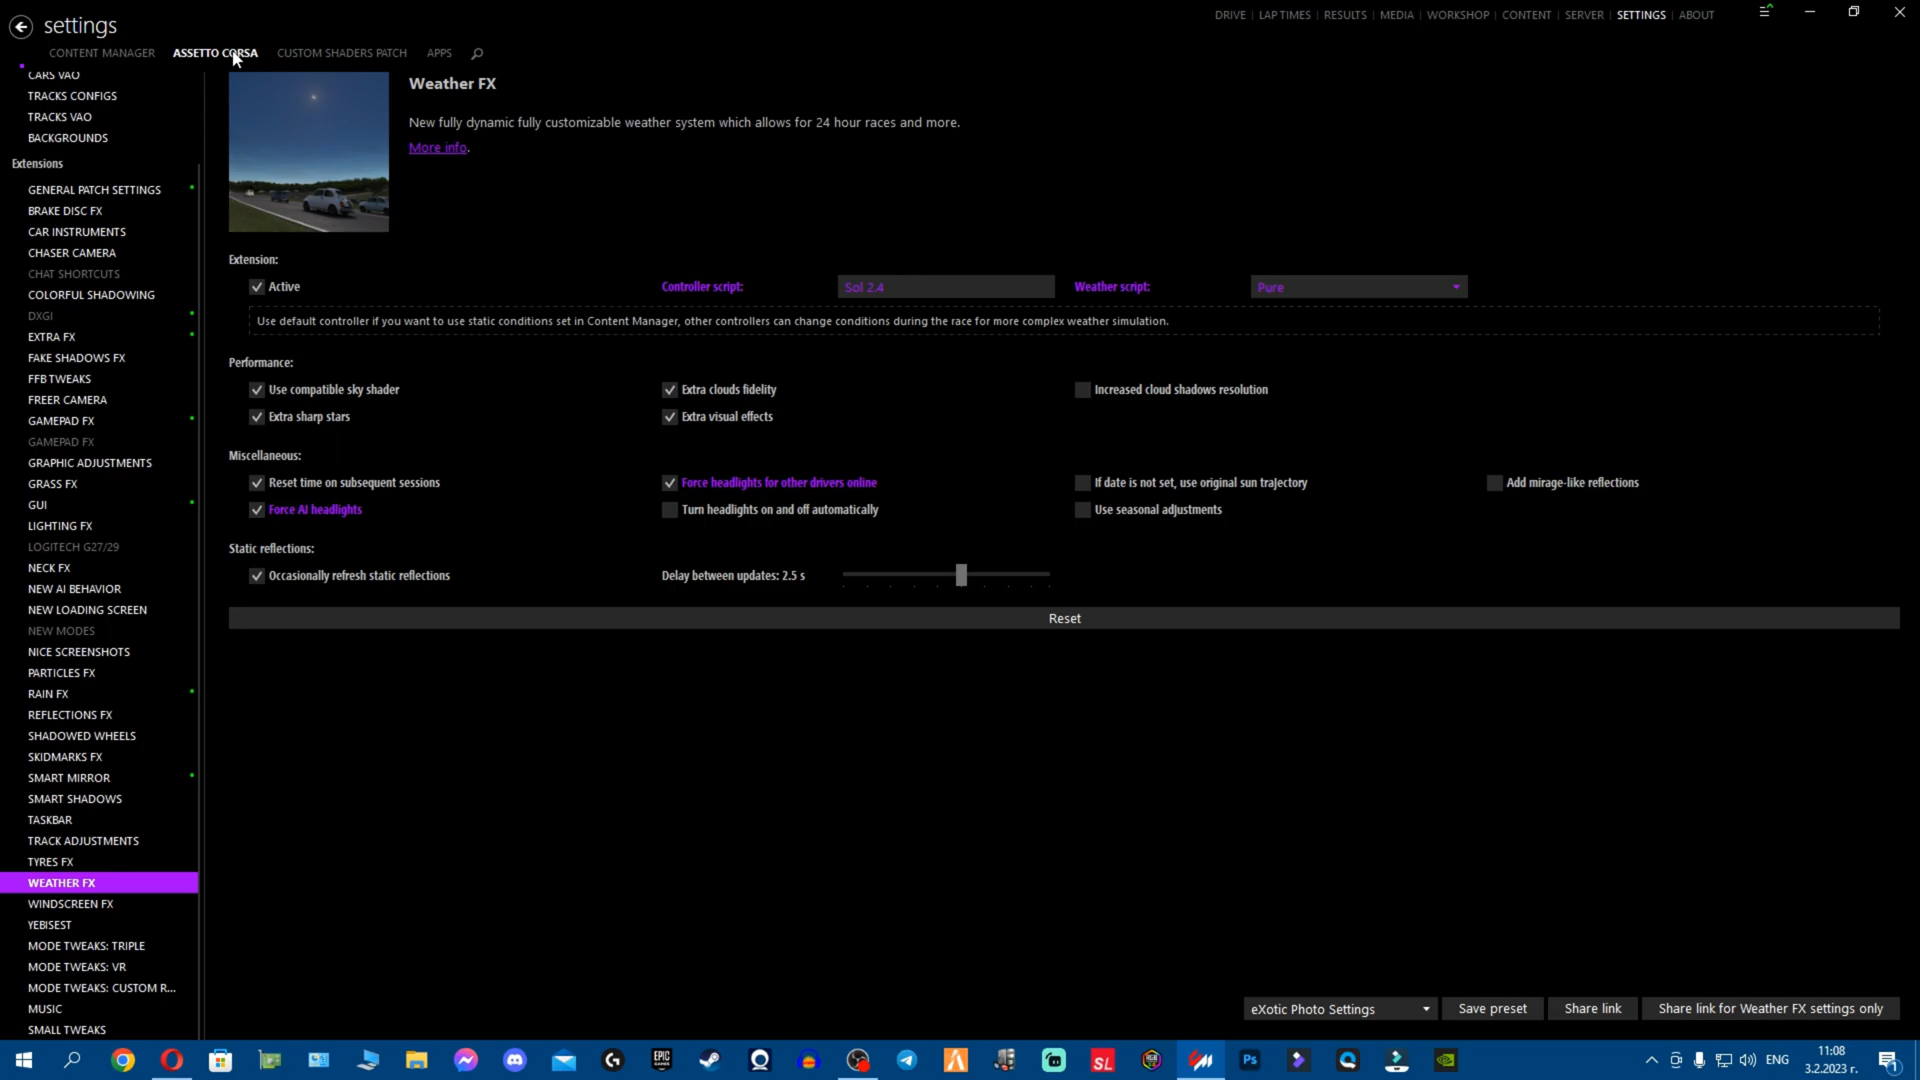 settings
DRIVE | LAP TIMES | RESULTS | MEDIA | WORKSHOP | CONTENT | SERVER | SETTINGS | ABOUT
CONTENT MANAGER ASSETTO CORSA CUSTOM SHADERS PATCH APPS
CARS VAO
TRACKS CONFIGS
TRACKS VAO
BACKGROUNDS
Extensions
GENERAL PATCH SETTINGS
BRAKE DISC FX
CAR INSTRUMENTS
CHASER CAMERA
CHAT SHORTCUTS
COLORFUL SHADOWING
DXGI
EXTRA FX
FAKE SHADOWS FX
FFB TWEAKS
FREER CAMERA
GAMEPAD FX
GAMEPAD FX
GRAPHIC ADJUSTMENTS
GRASS FX
GUI
LIGHTING FX
LOGITECH G27/29
NECK FX
NEW AI BEHAVIOR
NEW LOADING SCREEN
NEW MODES
NICE SCREENSHOTS
PARTICLES FX
RAIN FX
REFLECTIONS FX
SHADOWED WHEELS
SKIDMARKS FX
SMART MIRROR
SMART SHADOWS
TASKBAR
TRACK ADJUSTMENTS
TYRES FX
WEATHER FX
WINDSCREEN FX
YEBISEST
MODE TWEAKS: TRIPLE
MODE TWEAKS: VR
MODE TWEAKS: CUSTOM R...
MUSIC
SMALL TWEAKS
Weather FX
New fully dynamic fully customizable weather system which allows for 24 hour races and more.
More info.
Extension:
Active Controller script: Sol 2.4 Weather script: Pure
Use default controller if you want to use static conditions set in Content Manager, other controllers can change conditions during the race for more complex weather simulation.
Performance:
Use compatible sky shader Extra clouds fidelity Increased cloud shadows resolution
Extra sharp stars Extra visual effects
Miscellaneous:
Reset time on subsequent sessions Force headlights for other drivers online If date is not set, use original sun trajectory Add mirage-like reflections
Force AI headlights Turn headlights on and off automatically Use seasonal adjustments
Static reflections:
Occasionally refresh static reflections Delay between updates: 2.5 s
Reset
eXotic Photo Settings Save preset Share link Share link for Weather FX settings only
EPIC GAMES SL Ps ENG 11:08
3.2.2023 г. 1